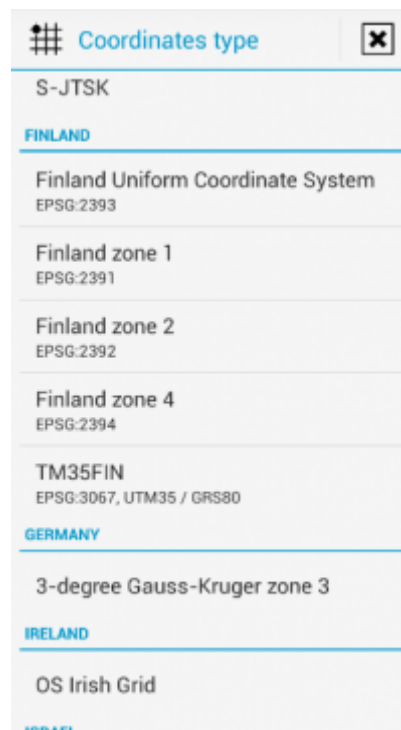 Coordinates type
S-JTSK
FINLAND
Finland Uniform Coordinate System
EPSG:2393
Finland zone 1
EPSG:2391
Finland zone 2
EPSG:2392
Finland zone 4
EPSG:2394
TM35FIN
EPSG:3067, UTM35 / GRS80
GERMANY
3-degree Gauss-Kruger zone 3
IRELAND
OS Irish Grid